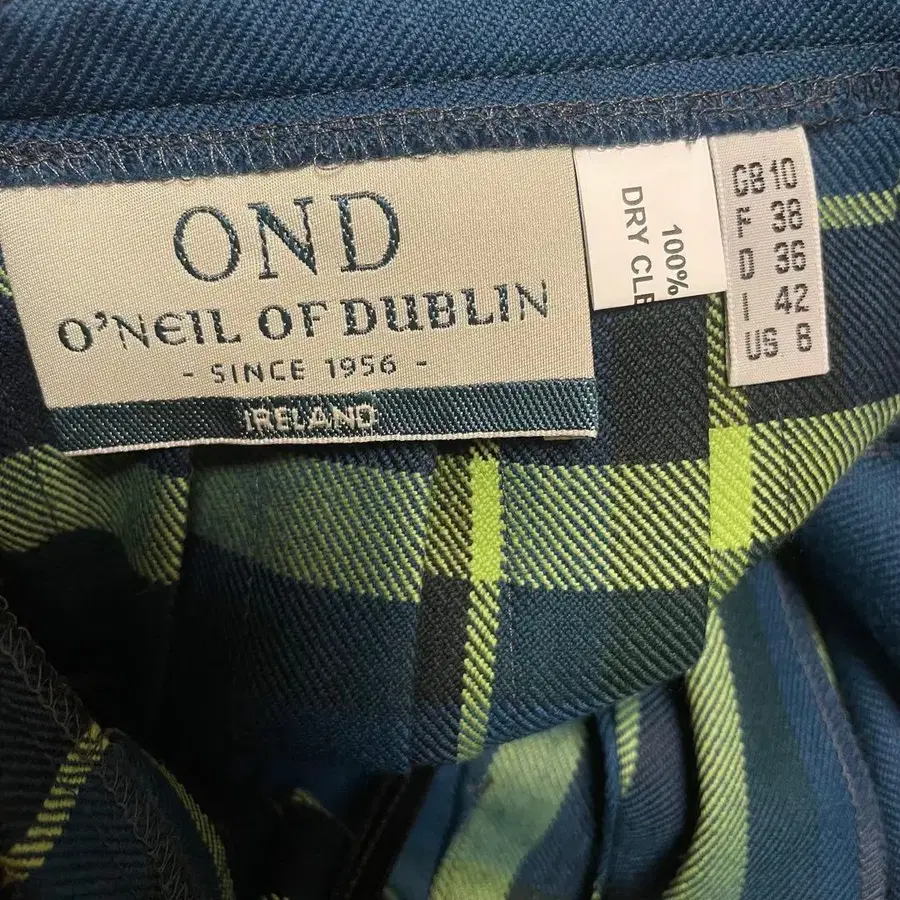 OND
O'NEIL OF DUBLIN
- SINCE 1956 -
IRELAND
100%
DRY CLE
GB 10
F 38
D 36
I 42
US 8